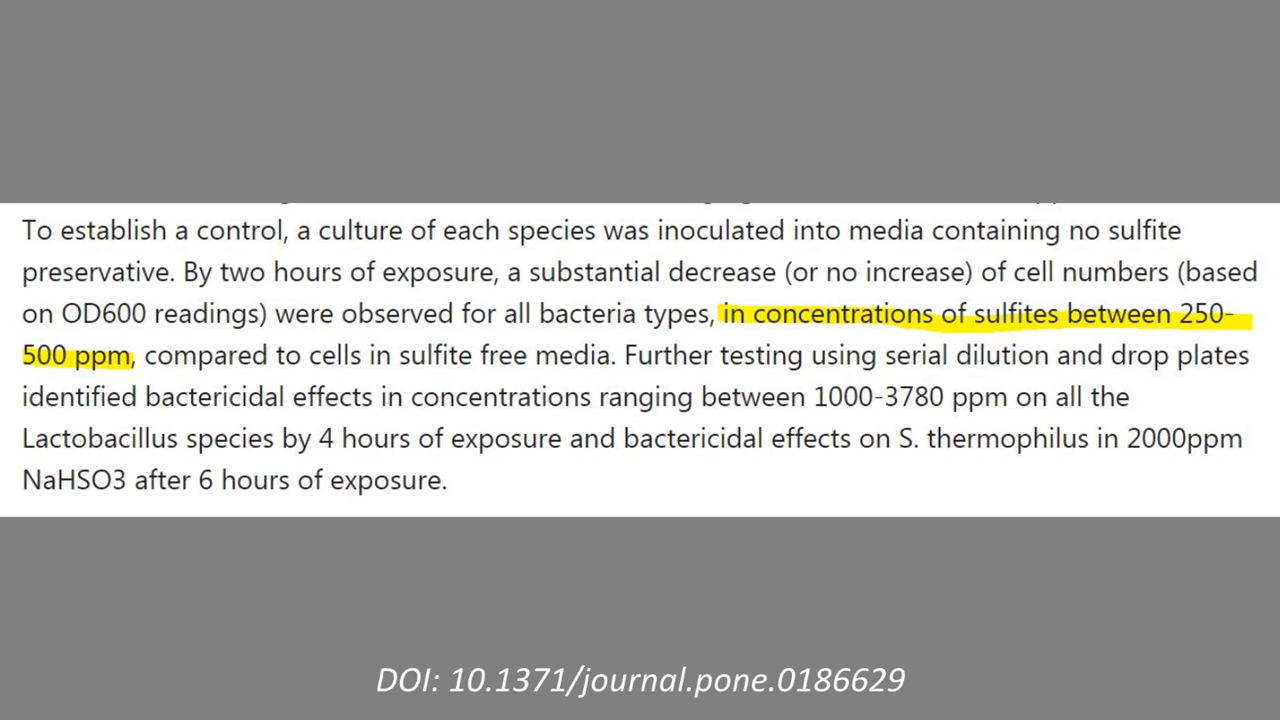 To establish a control, a culture of each species was inoculated into media containing no sulfite
preservative. By two hours of exposure, a substantial decrease (or no increase) of cell numbers (based
on OD600 readings) were observed for all bacteria types, in concentrations of sulfites between 250-
500 ppm, compared to cells in sulfite free media. Further testing using serial dilution and drop plates
identified bactericidal effects in concentrations ranging between 1000-3780 ppm on all the
Lactobacillus species by 4 hours of exposure and bactericidal effects on S. thermophilus in 2000ppm
NaHSO3 after 6 hours of exposure.
DOI: 10.1371/journal.pone.0186629